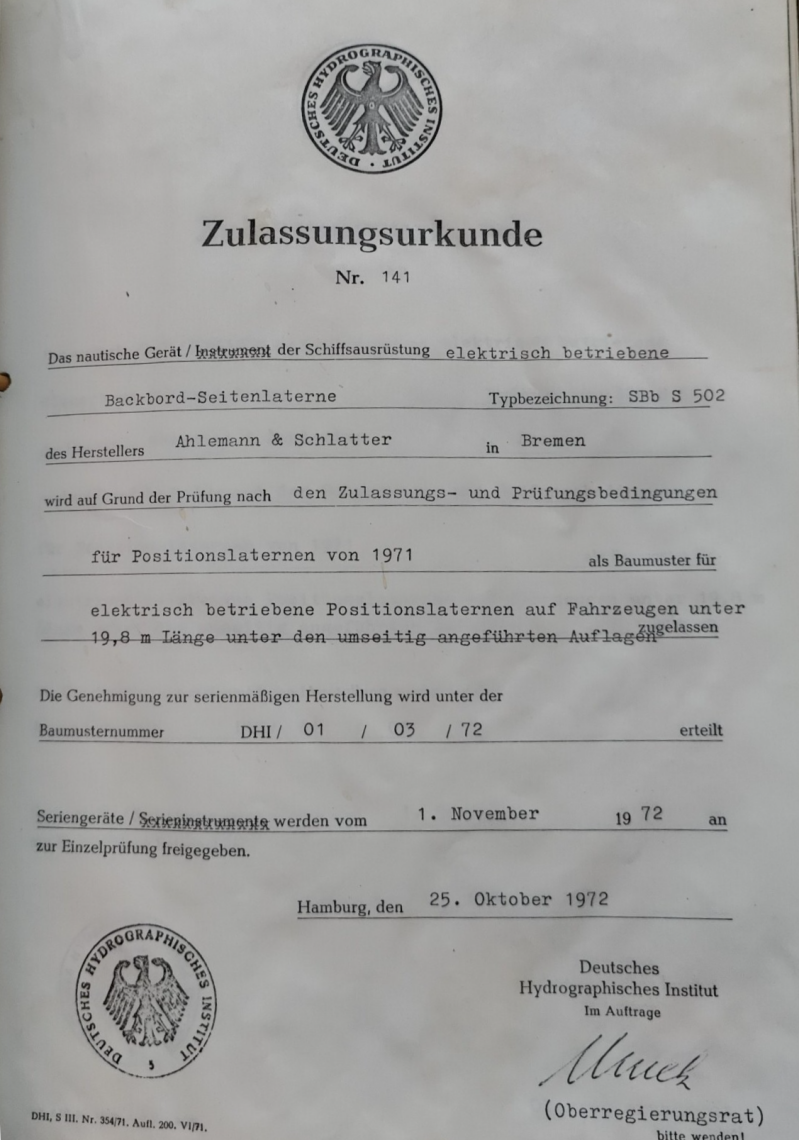 DEUTSCHES HYDROGRAPHISCHES INSTITUT
Zulassungsurkunde
Nr. 141
Das nautische Gerät / Instrument der Schiffsausrüstung elektrisch betriebene
Backbord-Seitenlaterne Typbezeichnung: SBb S 502
des Herstellers Ahlemann & Schlatter in Bremen
wird auf Grund der Prüfung nach den Zulassungs- und Prüfungsbedingungen
für Positionslaternen von 1971 als Baumuster für
elektrisch betriebene Positionslaternen auf Fahrzeugen unter
19,8 m Länge unter den umseitig angeführten Auflagen zugelassen
Die Genehmigung zur serienmäßigen Herstellung wird unter der
Baumusternummer DHI / 01 / 03 / 72 erteilt
Seriengeräte / Serieninstrumente werden vom 1. November 19 72 an
zur Einzelprüfung freigegeben.
Hamburg, den 25. Oktober 1972
DEUTSCHES HYDROGRAPHISCHES INSTITUT
5
Deutsches
Hydrographisches Institut
Im Auftrage
(Oberregierungsrat)
bitte wenden!
DHI, S III. Nr. 354/71. Aufl. 200. VI/71.